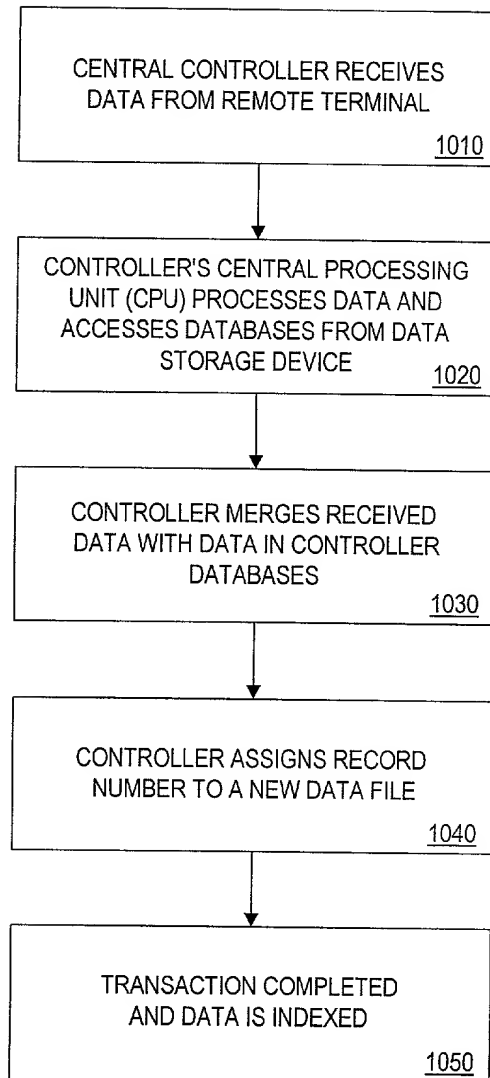 CENTRAL CONTROLLER RECEIVES
DATA FROM REMOTE TERMINAL
1010
CONTROLLER'S CENTRAL PROCESSING
UNIT (CPU) PROCESSES DATA AND
ACCESSES DATABASES FROM DATA
STORAGE DEVICE
1020
CONTROLLER MERGES RECEIVED
DATA WITH DATA IN CONTROLLER
DATABASES
1030
CONTROLLER ASSIGNS RECORD
NUMBER TO A NEW DATA FILE
1040
TRANSACTION COMPLETED
AND DATA IS INDEXED
1050